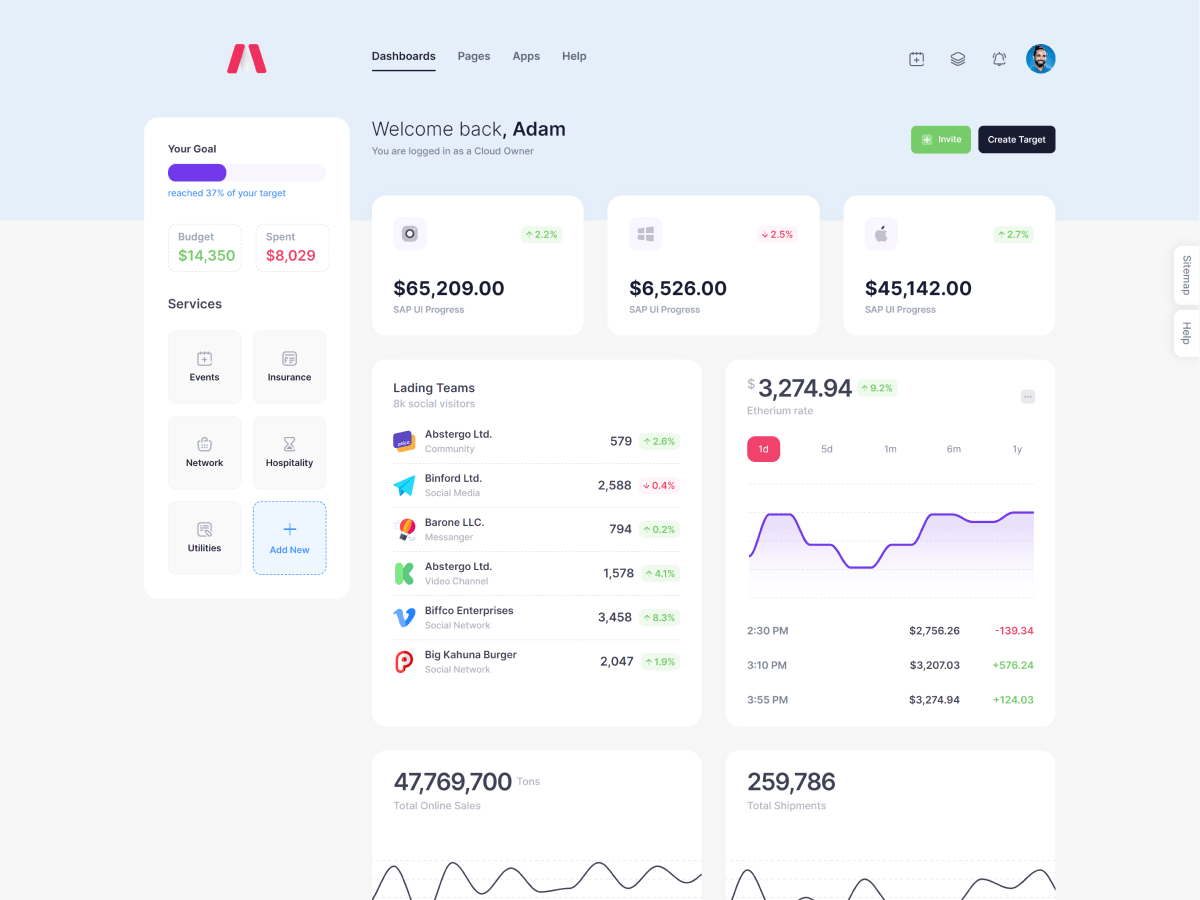 Dashboards Pages Apps Help
Welcome back, Adam
You are logged in as a Cloud Owner
Invite
Create Target
Your Goal
reached 37% of your target
Budget
$14,350
Spent
$8,029
Services
Events
Insurance
Network
Hospitality
Utilities
Add New
2.2%
$65,209.00
SAP UI Progress
2.5%
$6,526.00
SAP UI Progress
2.7%
$45,142.00
SAP UI Progress
Sitemap
Help
Lading Teams
8k social visitors
Abstergo Ltd.
Community
579 2.6%
Binford Ltd.
Social Media
2,588 0.4%
Barone LLC.
Messanger
794 0.2%
Abstergo Ltd.
Video Channel
1,578 4.1%
Biffco Enterprises
Social Network
3,458 8.3%
Big Kahuna Burger
Social Network
2,047 1.9%
$ 3,274.94 9.2%
Etherium rate
...
1d 5d 1m 6m 1y
2:30 PM $2,756.26 -139.34
3:10 PM $3,207.03 +576.24
3:55 PM $3,274.94 +124.03
47,769,700 Tons
Total Online Sales
259,786
Total Shipments